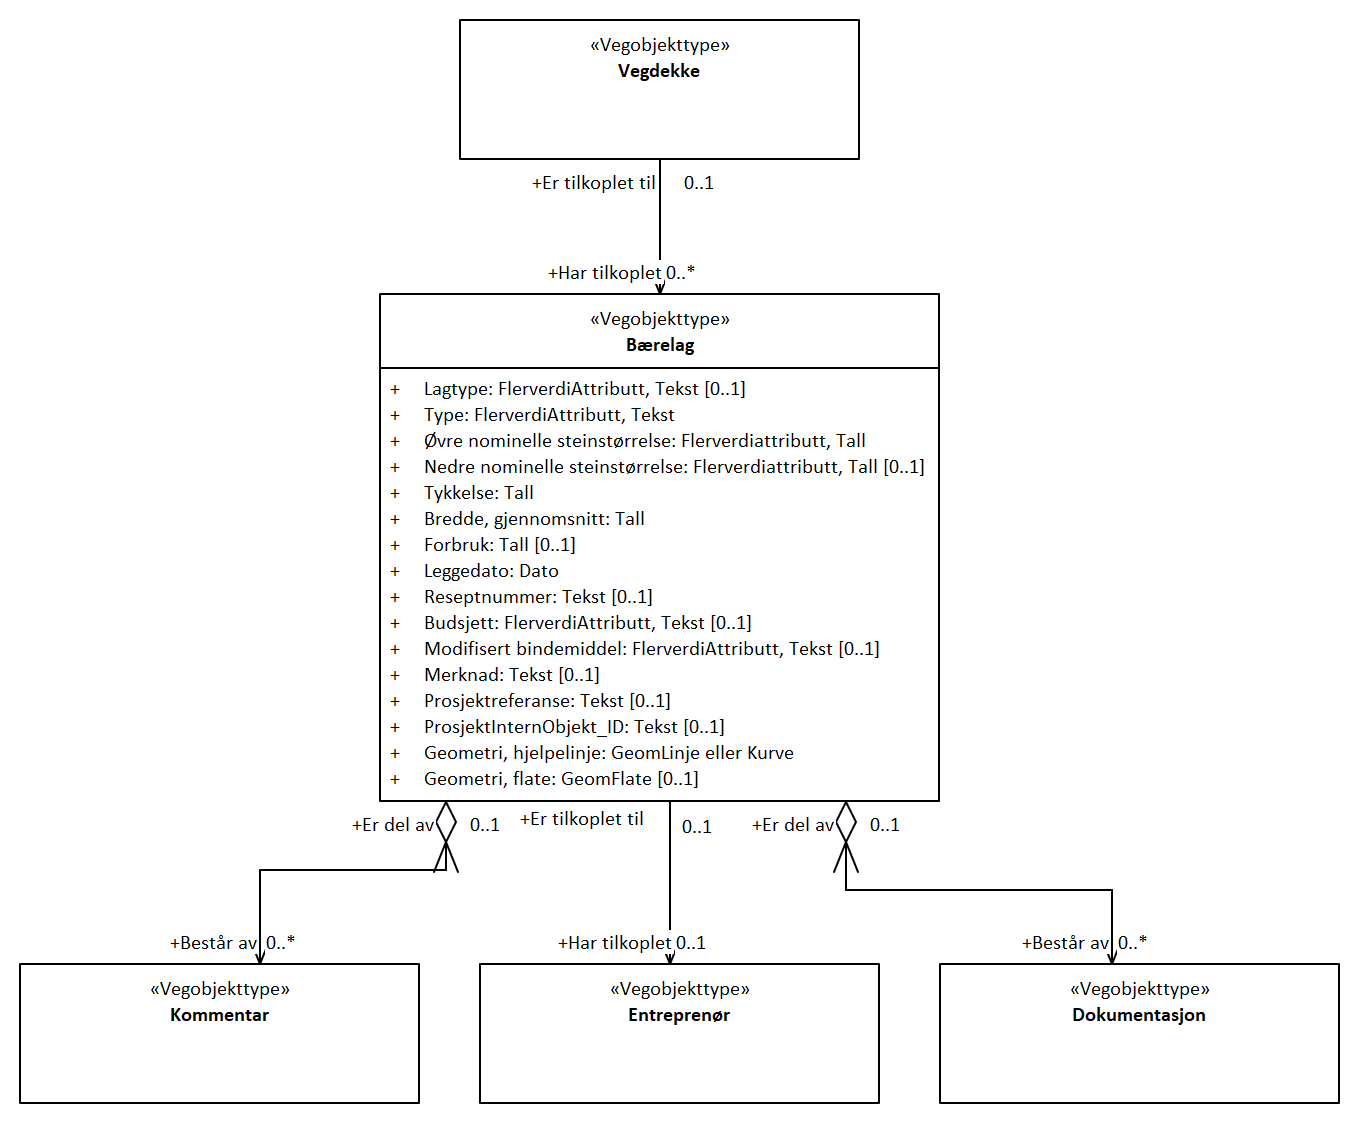 «Vegobjekttype»
Vegdekke
+Er tilkoplet til 0..1
+Har tilkoplet 0..*
«Vegobjekttype»
Bærelag
+ Lagtype: FlerverdiAttributt, Tekst [0..1]
+ Type: FlerverdiAttributt, Tekst
+ Øvre nominelle steinstørrelse: Flerverdiattributt, Tall
+ Nedre nominelle steinstørrelse: Flerverdiattributt, Tall [0..1]
+ Tykkelse: Tall
+ Bredde, gjennomsnitt: Tall
+ Forbruk: Tall [0..1]
+ Leggedato: Dato
+ Reseptnummer: Tekst [0..1]
+ Budsjett: FlerverdiAttributt, Tekst [0..1]
+ Modifisert bindemiddel: FlerverdiAttributt, Tekst [0..1]
+ Merknad: Tekst [0..1]
+ Prosjektreferanse: Tekst [0..1]
+ ProsjektInternObjekt_ID: Tekst [0..1]
+ Geometri, hjelpelinje: GeomLinje eller Kurve
+ Geometri, flate: GeomFlate [0..1]
+Er del av 0..1 +Er tilkoplet til 0..1 +Er del av 0..1
+Består av 0..* +Har tilkoplet 0..1 +Består av 0..*
«Vegobjekttype» «Vegobjekttype» «Vegobjekttype»
Kommentar Entreprenør Dokumentasjon